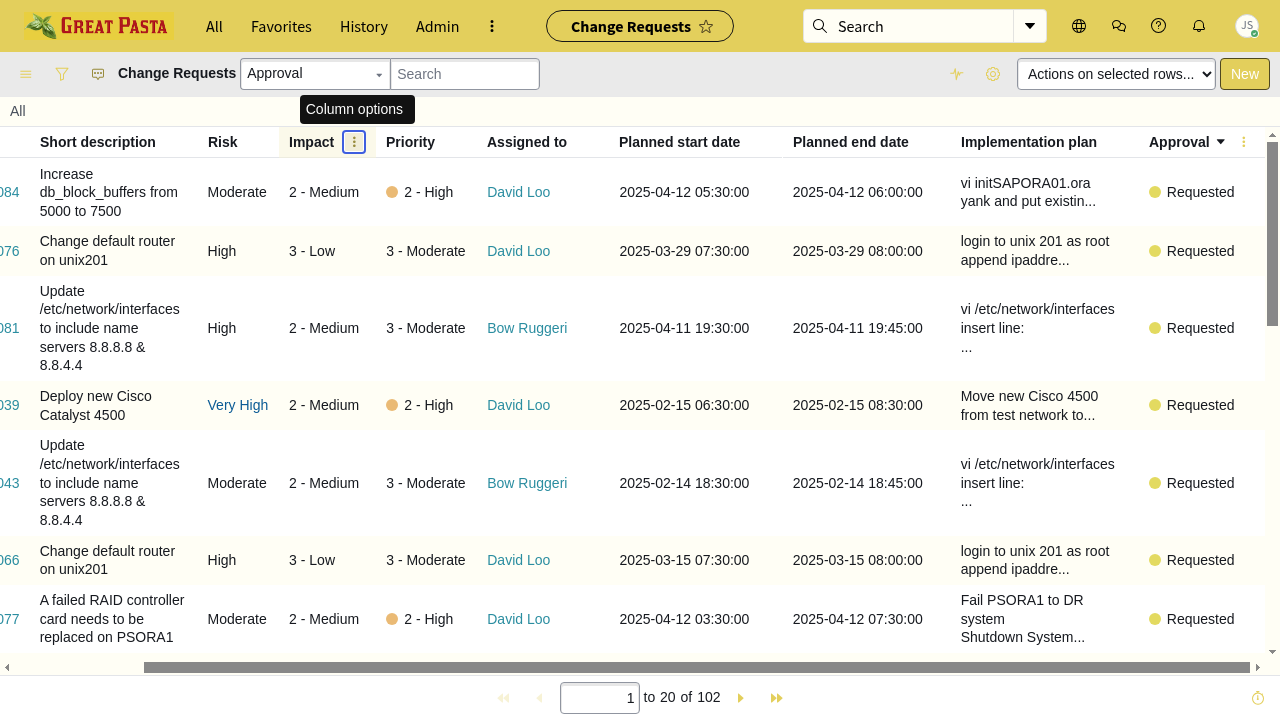 GREAT PASTA All Favorites History Admin Change Requests Search JS
Change Requests Approval Search Actions on selected rows... New
All
Column options
Short description Risk Impact Priority Assigned to Planned start date Planned end date Implementation plan Approval
084 Increase db_block_buffers from 5000 to 7500 Moderate 2 - Medium 2 - High David Loo 2025-04-12 05:30:00 2025-04-12 06:00:00 vi initSAPORA01.ora yank and put existin... Requested
076 Change default router on unix201 High 3 - Low 3 - Moderate David Loo 2025-03-29 07:30:00 2025-03-29 08:00:00 login to unix 201 as root append ipaddre... Requested
081 Update /etc/network/interfaces to include name servers 8.8.8.8 & 8.8.4.4 High 2 - Medium 3 - Moderate Bow Ruggeri 2025-04-11 19:30:00 2025-04-11 19:45:00 vi /etc/network/interfaces insert line: ... Requested
039 Deploy new Cisco Catalyst 4500 Very High 2 - Medium 2 - High David Loo 2025-02-15 06:30:00 2025-02-15 08:30:00 Move new Cisco 4500 from test network to... Requested
043 Update /etc/network/interfaces to include name servers 8.8.8.8 & 8.8.4.4 Moderate 2 - Medium 3 - Moderate Bow Ruggeri 2025-02-14 18:30:00 2025-02-14 18:45:00 vi /etc/network/interfaces insert line: ... Requested
066 Change default router on unix201 High 3 - Low 3 - Moderate David Loo 2025-03-15 07:30:00 2025-03-15 08:00:00 login to unix 201 as root append ipaddre... Requested
077 A failed RAID controller card needs to be replaced on PSORA1 Moderate 2 - Medium 2 - High David Loo 2025-04-12 03:30:00 2025-04-12 07:30:00 Fail PSORA1 to DR system Shutdown System... Requested
1 to 20 of 102